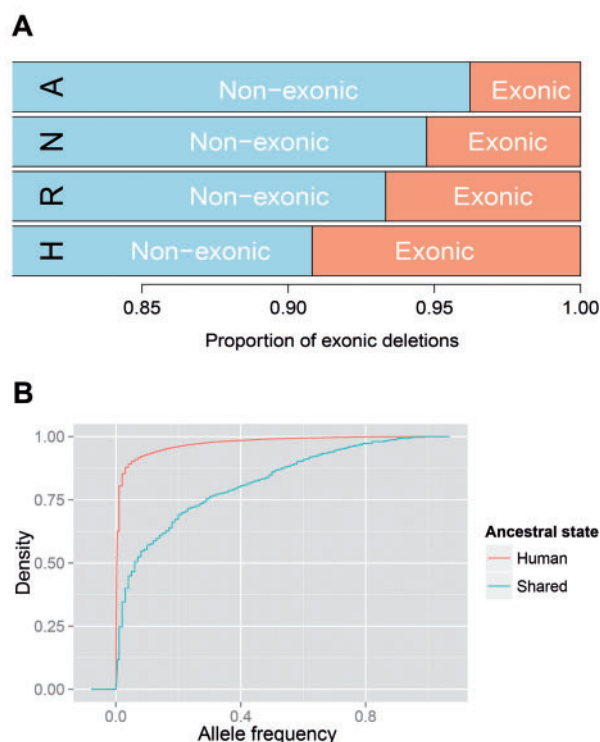 A
A Non-exonic Exonic
N Non-exonic Exonic
R Non-exonic Exonic
H Non-exonic Exonic
0.85 0.90 0.95 1.00
Proportion of exonic deletions
B
1.00
0.75
0.50
0.25
0.00
Density
0.0 0.4 0.8
Allele frequency
Ancestral state
Human
Shared